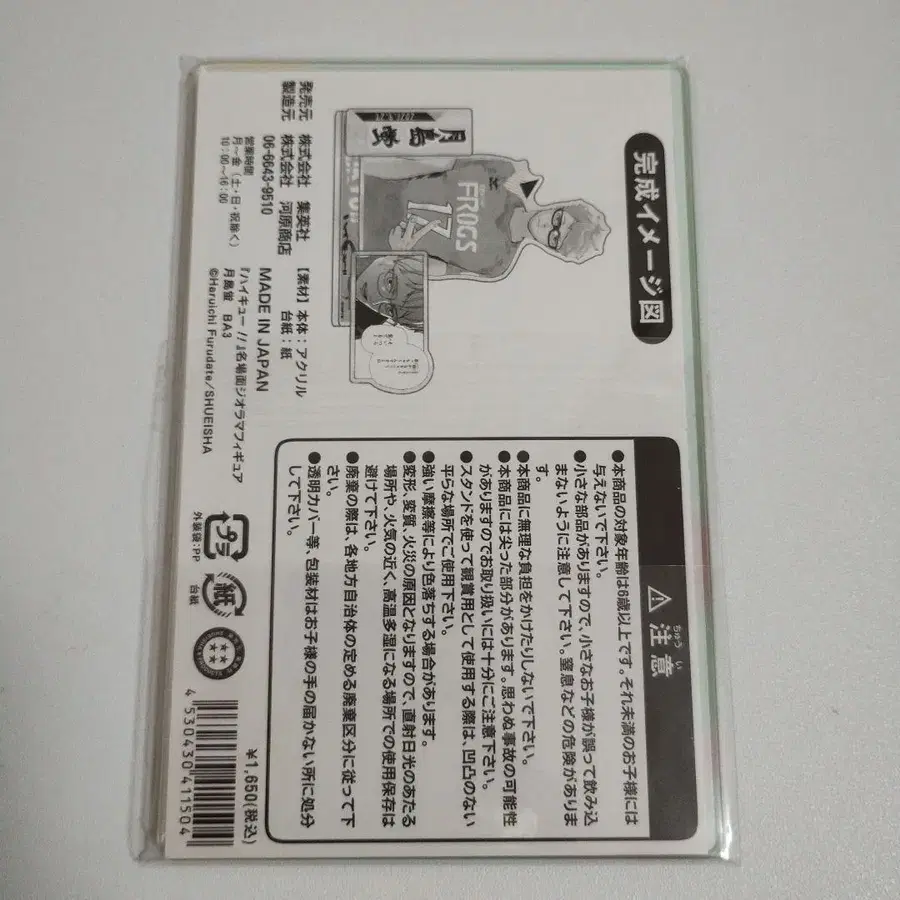 完成イメージ図
月島蛍
FROGS
13
発売元 株式会社 集英社
製造元 株式会社 河原商店
06-6643-9510
営業時間
月～金(土・日・祝除く)
10:00～16:00
【素材】本体:アクリル
台紙:紙
MADE IN JAPAN
『ハイキュー!!』名場面ジオラマフィギュア
月島蛍 BA3
©Haruichi Furudate/SHUEISHA
ちゅう い
注意
●本商品の対象年齢は6歳以上です。それ未満のお子様には
与えないで下さい。
●小さな部品がありますので、小さなお子様が誤って飲み込
まないように注意して下さい。窒息などの危険がありま
す。
●本商品に無理な負担をかけたりしないで下さい。
●本商品には尖った部分があります。思わぬ事故の可能性
がありますのでお取り扱いには十分にご注意下さい。
●スタンドを使って観賞用として使用する際は、凹凸のない
平らな場所でご使用下さい。
●強い摩擦等により色落ちする場合があります。
●変形、変質、火災の原因となりますので、直射日光のあたる
場所や、火気の近く、高温多湿になる場所での使用保存は
避けて下さい。
●廃棄の際は、各地方自治体の定める廃棄区分に従って下
さい。
●透明カバー等、包装材はお子様の手の届かない所に処分
して下さい。
プラ
外装袋:PP
紙
台紙
¥1,650(税込)
4 530430 411504